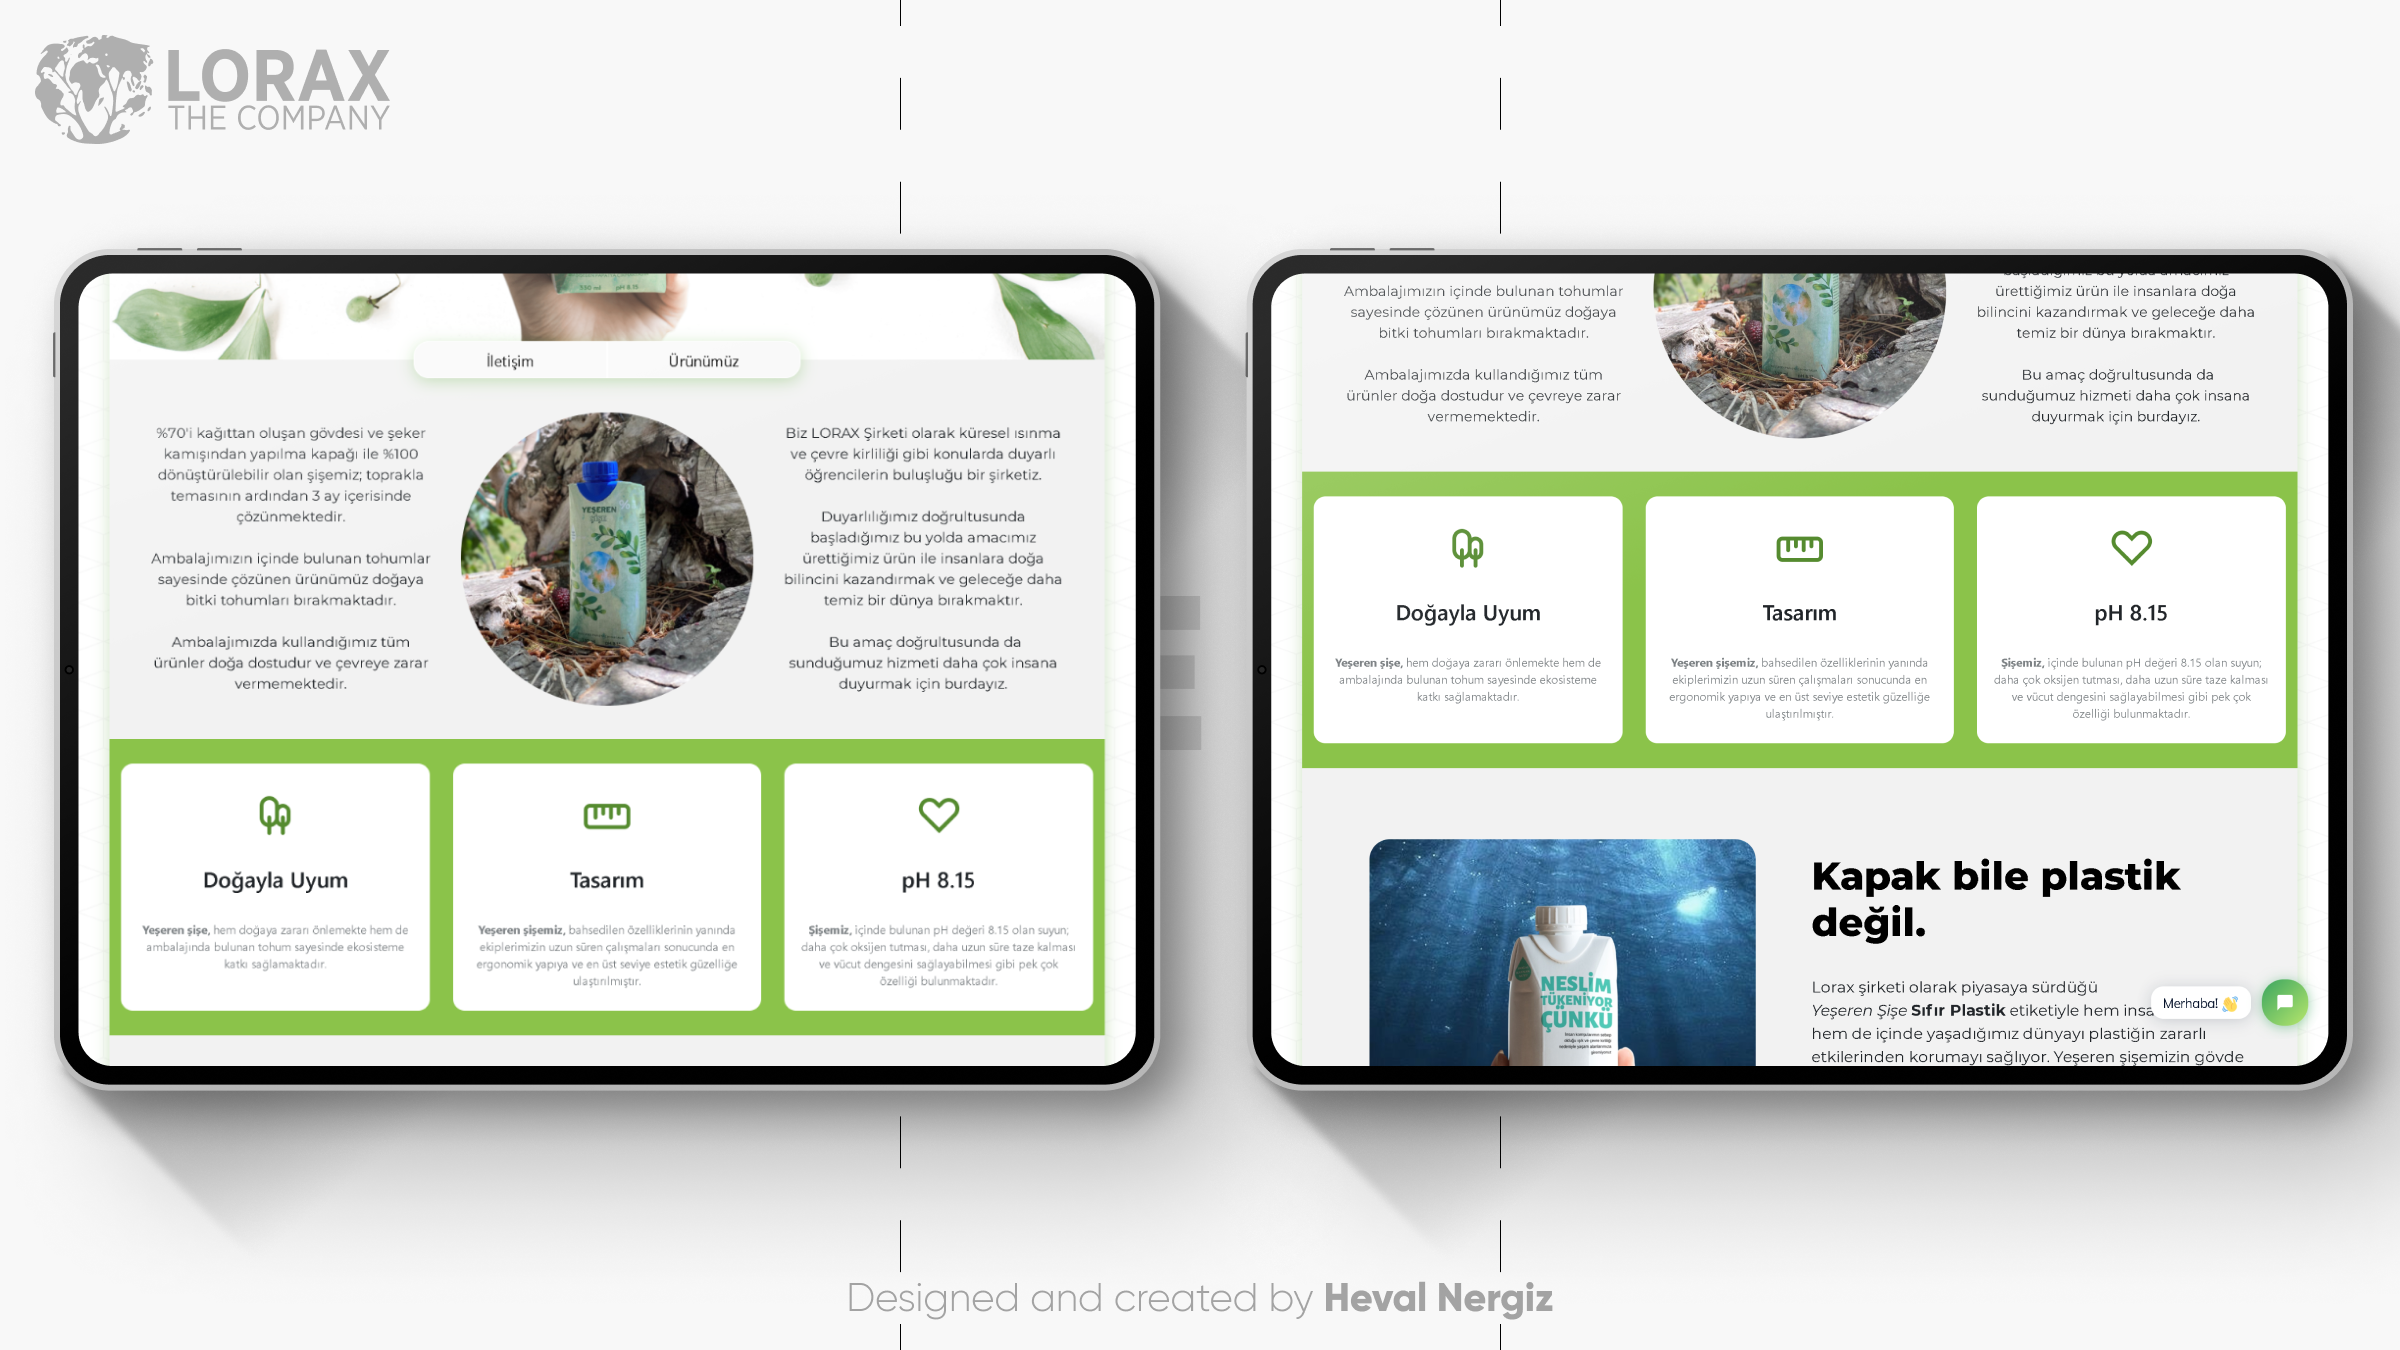 LORAX
THE COMPANY
550 ml pH 8.15
İletişim
Ürünümüz
%70'i kağıttan oluşan gövdesi ve şeker
kamışından yapılma kapağı ile %100
dönüştürülebilir olan şişemiz; toprakla
temasının ardından 3 ay içerisinde
çözünmektedir.
Ambalajımızın içinde bulunan tohumlar
sayesinde çözünen ürünümüz doğaya
bitki tohumları bırakmaktadır.
Ambalajımızda kullandığımız tüm
ürünler doğa dostudur ve çevreye zarar
vermemektedir.
YEŞEREN
Biz LORAX Şirketi olarak küresel ısınma
ve çevre kirliliği gibi konularda duyarlı
öğrencilerin buluşluğu bir şirketiz.
Duyarlılığımız doğrultusunda
başladığımız bu yolda amacımız
ürettiğimiz ürün ile insanlara doğa
bilincini kazandırmak ve geleceğe daha
temiz bir dünya bırakmaktır.
Bu amaç doğrultusunda da
sunduğumuz hizmeti daha çok insana
duyurmak için burdayız.
Doğayla Uyum
Yeşeren şişe, hem doğaya zararı önlemekte hem de
ambalajında bulunan tohum sayesinde ekosisteme
katkı sağlamaktadır.
Tasarım
Yeşeren şişemiz, bahsedilen özelliklerinin yanında
ekiplerimizin uzun süren çalışmaları sonucunda en
ergonomik yapıya ve en üst seviye estetik güzelliğe
ulaştırılmıştır.
pH 8.15
Şişemiz, içinde bulunan pH değeri 8.15 olan suyun;
daha çok oksijen tutması, daha uzun süre taze kalması
ve vücut dengesini sağlayabilmesi gibi pek çok
özelliği bulunmaktadır.
Ambalajımızın içinde bulunan tohumlar
sayesinde çözünen ürünümüz doğaya
bitki tohumları bırakmaktadır.
Ambalajımızda kullandığımız tüm
ürünler doğa dostudur ve çevreye zarar
vermemektedir.
başladığımız bu yolda amacımız
ürettiğimiz ürün ile insanlara doğa
bilincini kazandırmak ve geleceğe daha
temiz bir dünya bırakmaktır.
Bu amaç doğrultusunda da
sunduğumuz hizmeti daha çok insana
duyurmak için burdayız.
Doğayla Uyum
Yeşeren şişe, hem doğaya zararı önlemekte hem de
ambalajında bulunan tohum sayesinde ekosisteme
katkı sağlamaktadır.
Tasarım
Yeşeren şişemiz, bahsedilen özelliklerinin yanında
ekiplerimizin uzun süren çalışmaları sonucunda en
ergonomik yapıya ve en üst seviye estetik güzelliğe
ulaştırılmıştır.
pH 8.15
Şişemiz, içinde bulunan pH değeri 8.15 olan suyun;
daha çok oksijen tutması, daha uzun süre taze kalması
ve vücut dengesini sağlayabilmesi gibi pek çok
özelliği bulunmaktadır.
NESLİM
TÜKENİYOR
ÇÜNKÜ
Kapak bile plastik
değil.
Lorax şirketi olarak piyasaya sürdüğü
Yeşeren Şişe Sıfır Plastik etiketiyle hem insa
hem de içinde yaşadığımız dünyayı plastiğin zararlı
etkilerinden korumayı sağlıyor. Yeşeren şişemizin gövde
Merhaba! 👋
Designed and created by Heval Nergiz